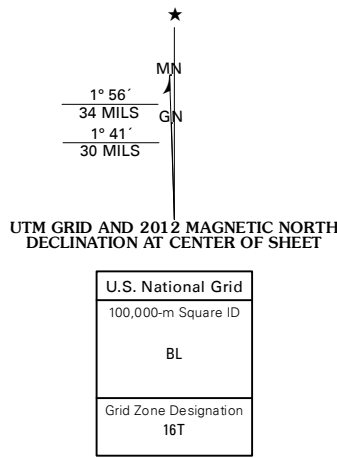 ★
MN
1° 56´
34 MILS
GN
1° 41´
30 MILS
UTM GRID AND 2012 MAGNETIC NORTH
DECLINATION AT CENTER OF SHEET
U.S. National Grid
100,000-m Square ID
BL
Grid Zone Designation
16T